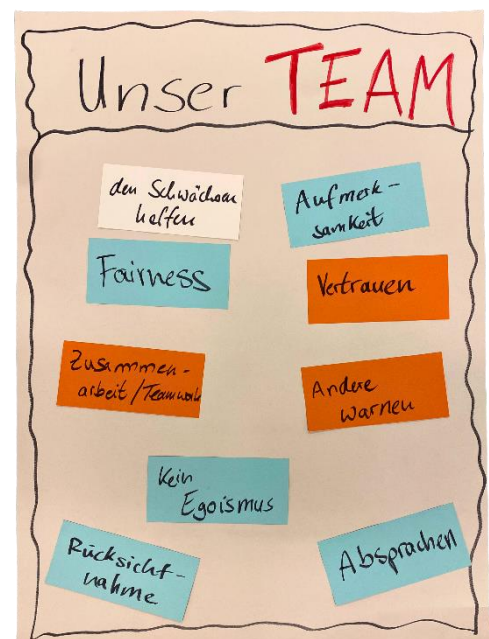 Unser TEAM
den Schwächeren
helfen
Aufmerk-
samkeit
Fairness
Vertrauen
Zusammen-
arbeit/Teamwork
Andere
warnen
Kein
Egoismus
Rücksicht-
nahme
Absprachen